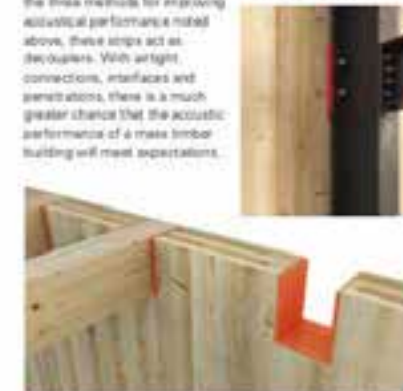 the three methods for improving
acoustical performance noted
above, these strips act as
decouplers. With airtight
connections, interfaces and
penetrations, there is a much
greater chance that the acoustic
performance of a mass timber
building will meet expectations.